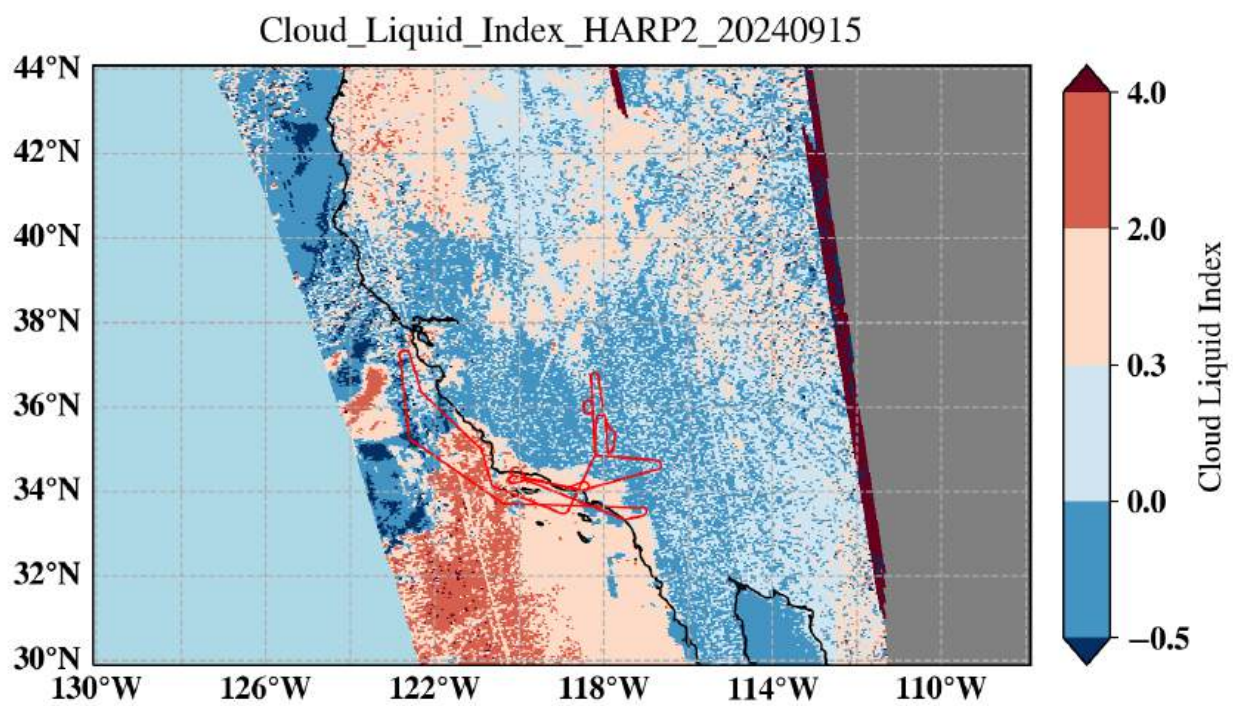 Cloud_Liquid_Index_HARP2_20240915
44°N
42°N
40°N
38°N
36°N
34°N
32°N
30°N
130°W 126°W 122°W 118°W 114°W 110°W
4.0
2.0
0.3
0.0
−0.5
Cloud Liquid Index